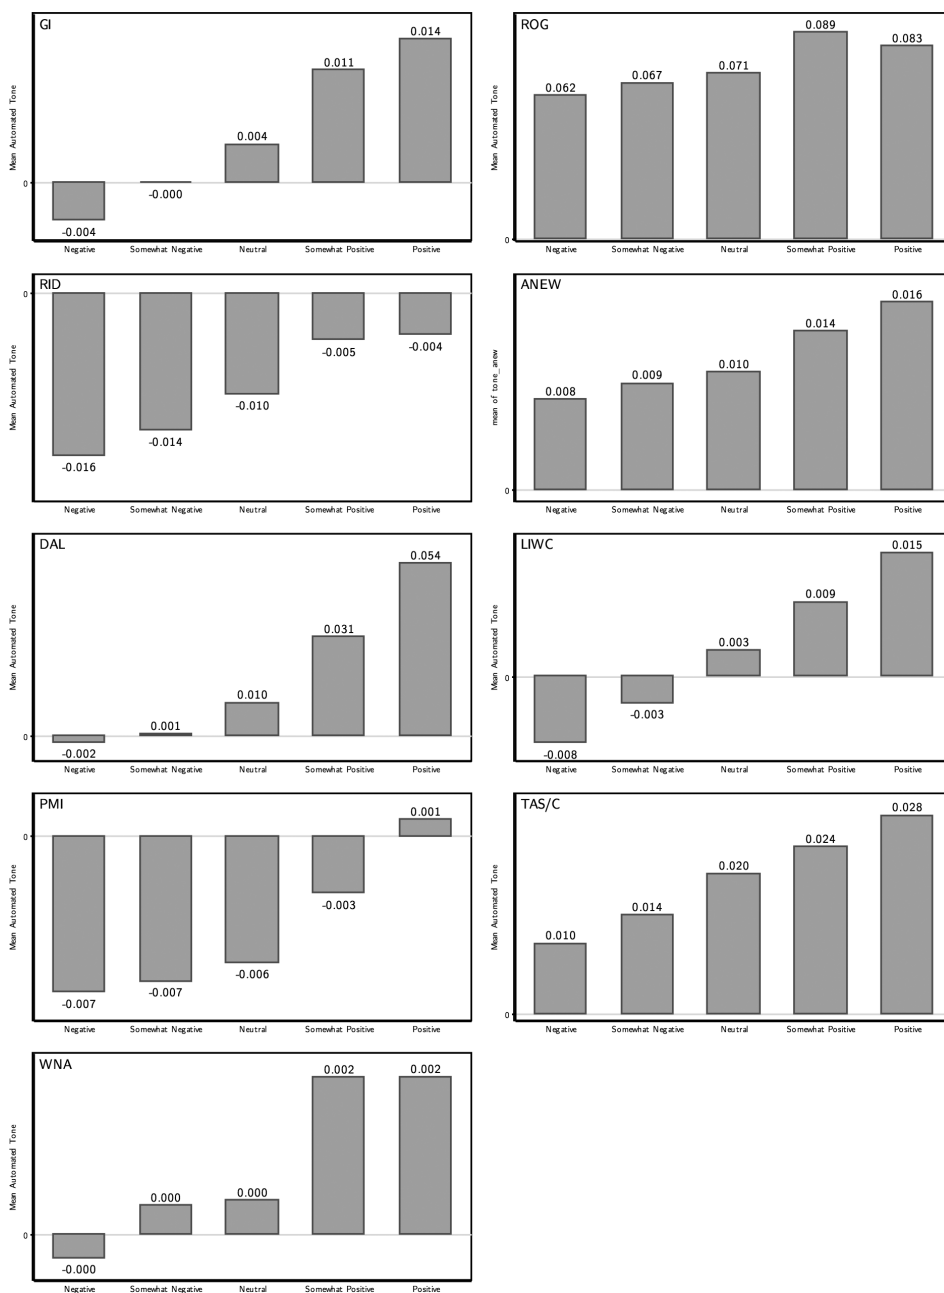 GI
Mean Automated Tone
0.014
0.011
0.004
0
-0.000
-0.004
Negative Somewhat Negative Neutral Somewhat Positive Positive
ROG
Mean Automated Tone
0.089
0.083
0.071
0.067
0.062
0
Negative Somewhat Negative Neutral Somewhat Positive Positive
RID
Mean Automated Tone
0
-0.005
-0.004
-0.010
-0.014
-0.016
Negative Somewhat Negative Neutral Somewhat Positive Positive
ANEW
mean of tone_anew
0.016
0.014
0.010
0.009
0.008
0
Negative Somewhat Negative Neutral Somewhat Positive Positive
DAL
Mean Automated Tone
0.054
0.031
0.010
0.001
0
-0.002
Negative Somewhat Negative Neutral Somewhat Positive Positive
LIWC
Mean Automated Tone
0.015
0.009
0.003
0
-0.003
-0.008
Negative Somewhat Negative Neutral Somewhat Positive Positive
PMI
Mean Automated Tone
0.001
0
-0.003
-0.006
-0.007
-0.007
Negative Somewhat Negative Neutral Somewhat Positive Positive
TAS/C
Mean Automated Tone
0.028
0.024
0.020
0.014
0.010
0
Negative Somewhat Negative Neutral Somewhat Positive Positive
WNA
Mean Automated Tone
0.002
0.002
0.000
0.000
0
-0.000
Negative Somewhat Negative Neutral Somewhat Positive Positive